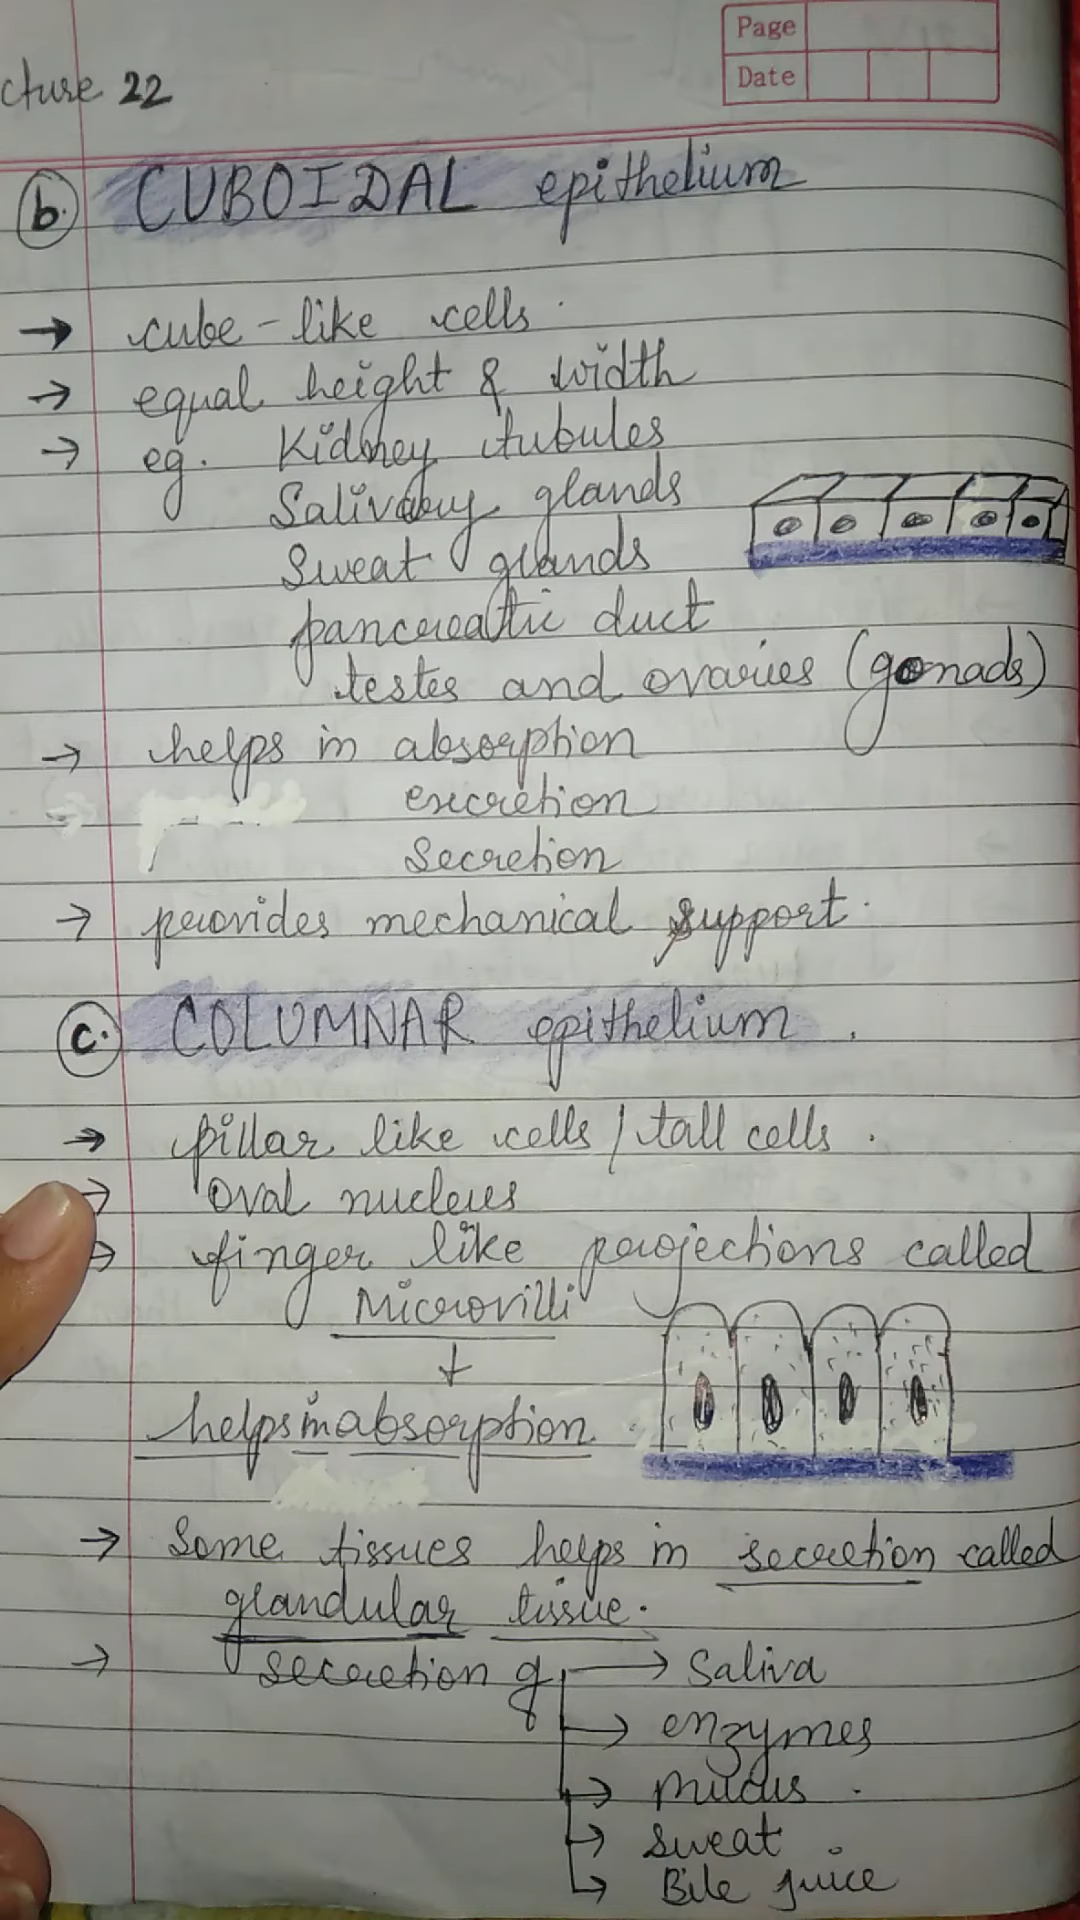 Page
Date
cture 22
b. CUBOIDAL epithelium
→ cube-like cells.
→ equal height & width
→ eg. Kidney tubules
Salivary glands
Sweat glands
pancreatic duct
testes and ovaries (gonads)
→ helps in absorption
excretion
Secretion
→ provides mechanical support.
c. COLUMNAR epithelium.
→ pillar like cells / tall cells.
→ oval nucleus
→ finger like projections called
Microvilli
↓
helps in absorption
→ Some tissues helps in secretion called
glandular tissue.
→ secretion of → Saliva
→ enzymes
→ Mucus.
→ sweat.
→ Bile juice